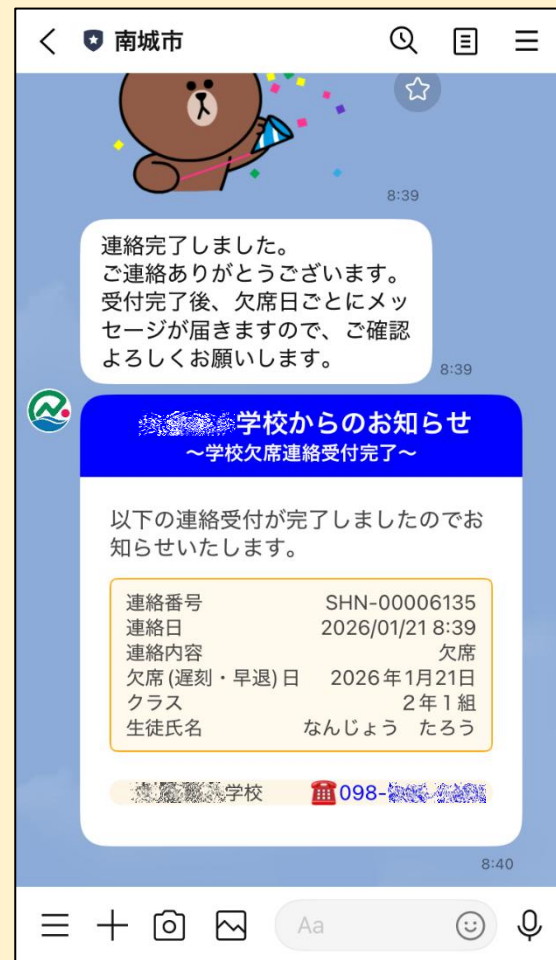 南城市
8:39
連絡完了しました。
ご連絡ありがとうございます。
受付完了後、欠席日ごとにメッ
セージが届きますので、ご確認
よろしくお願いします。
8:39
学校からのお知らせ
～学校欠席連絡受付完了～
以下の連絡受付が完了しましたのでお
知らせいたします。
連絡番号 SHN-00006135
連絡日 2026/01/21 8:39
連絡内容 欠席
欠席(遅刻・早退)日 2026年1月21日
クラス 2年1組
生徒氏名 なんじょう たろう
学校 ☎098-
8:40
Aa